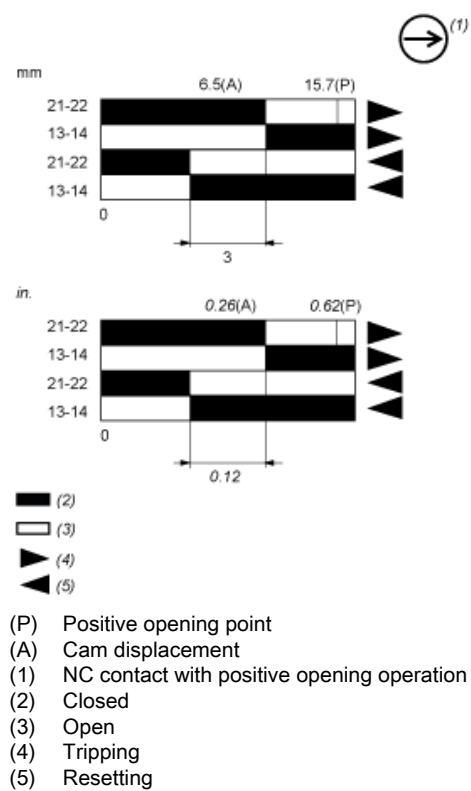 (1)
mm
6.5(A) 15.7(P)
21-22
13-14
21-22
13-14
0
3
in.
0.26(A) 0.62(P)
21-22
13-14
21-22
13-14
0
0.12
(2)
(3)
(4)
(5)
(P) Positive opening point
(A) Cam displacement
(1) NC contact with positive opening operation
(2) Closed
(3) Open
(4) Tripping
(5) Resetting